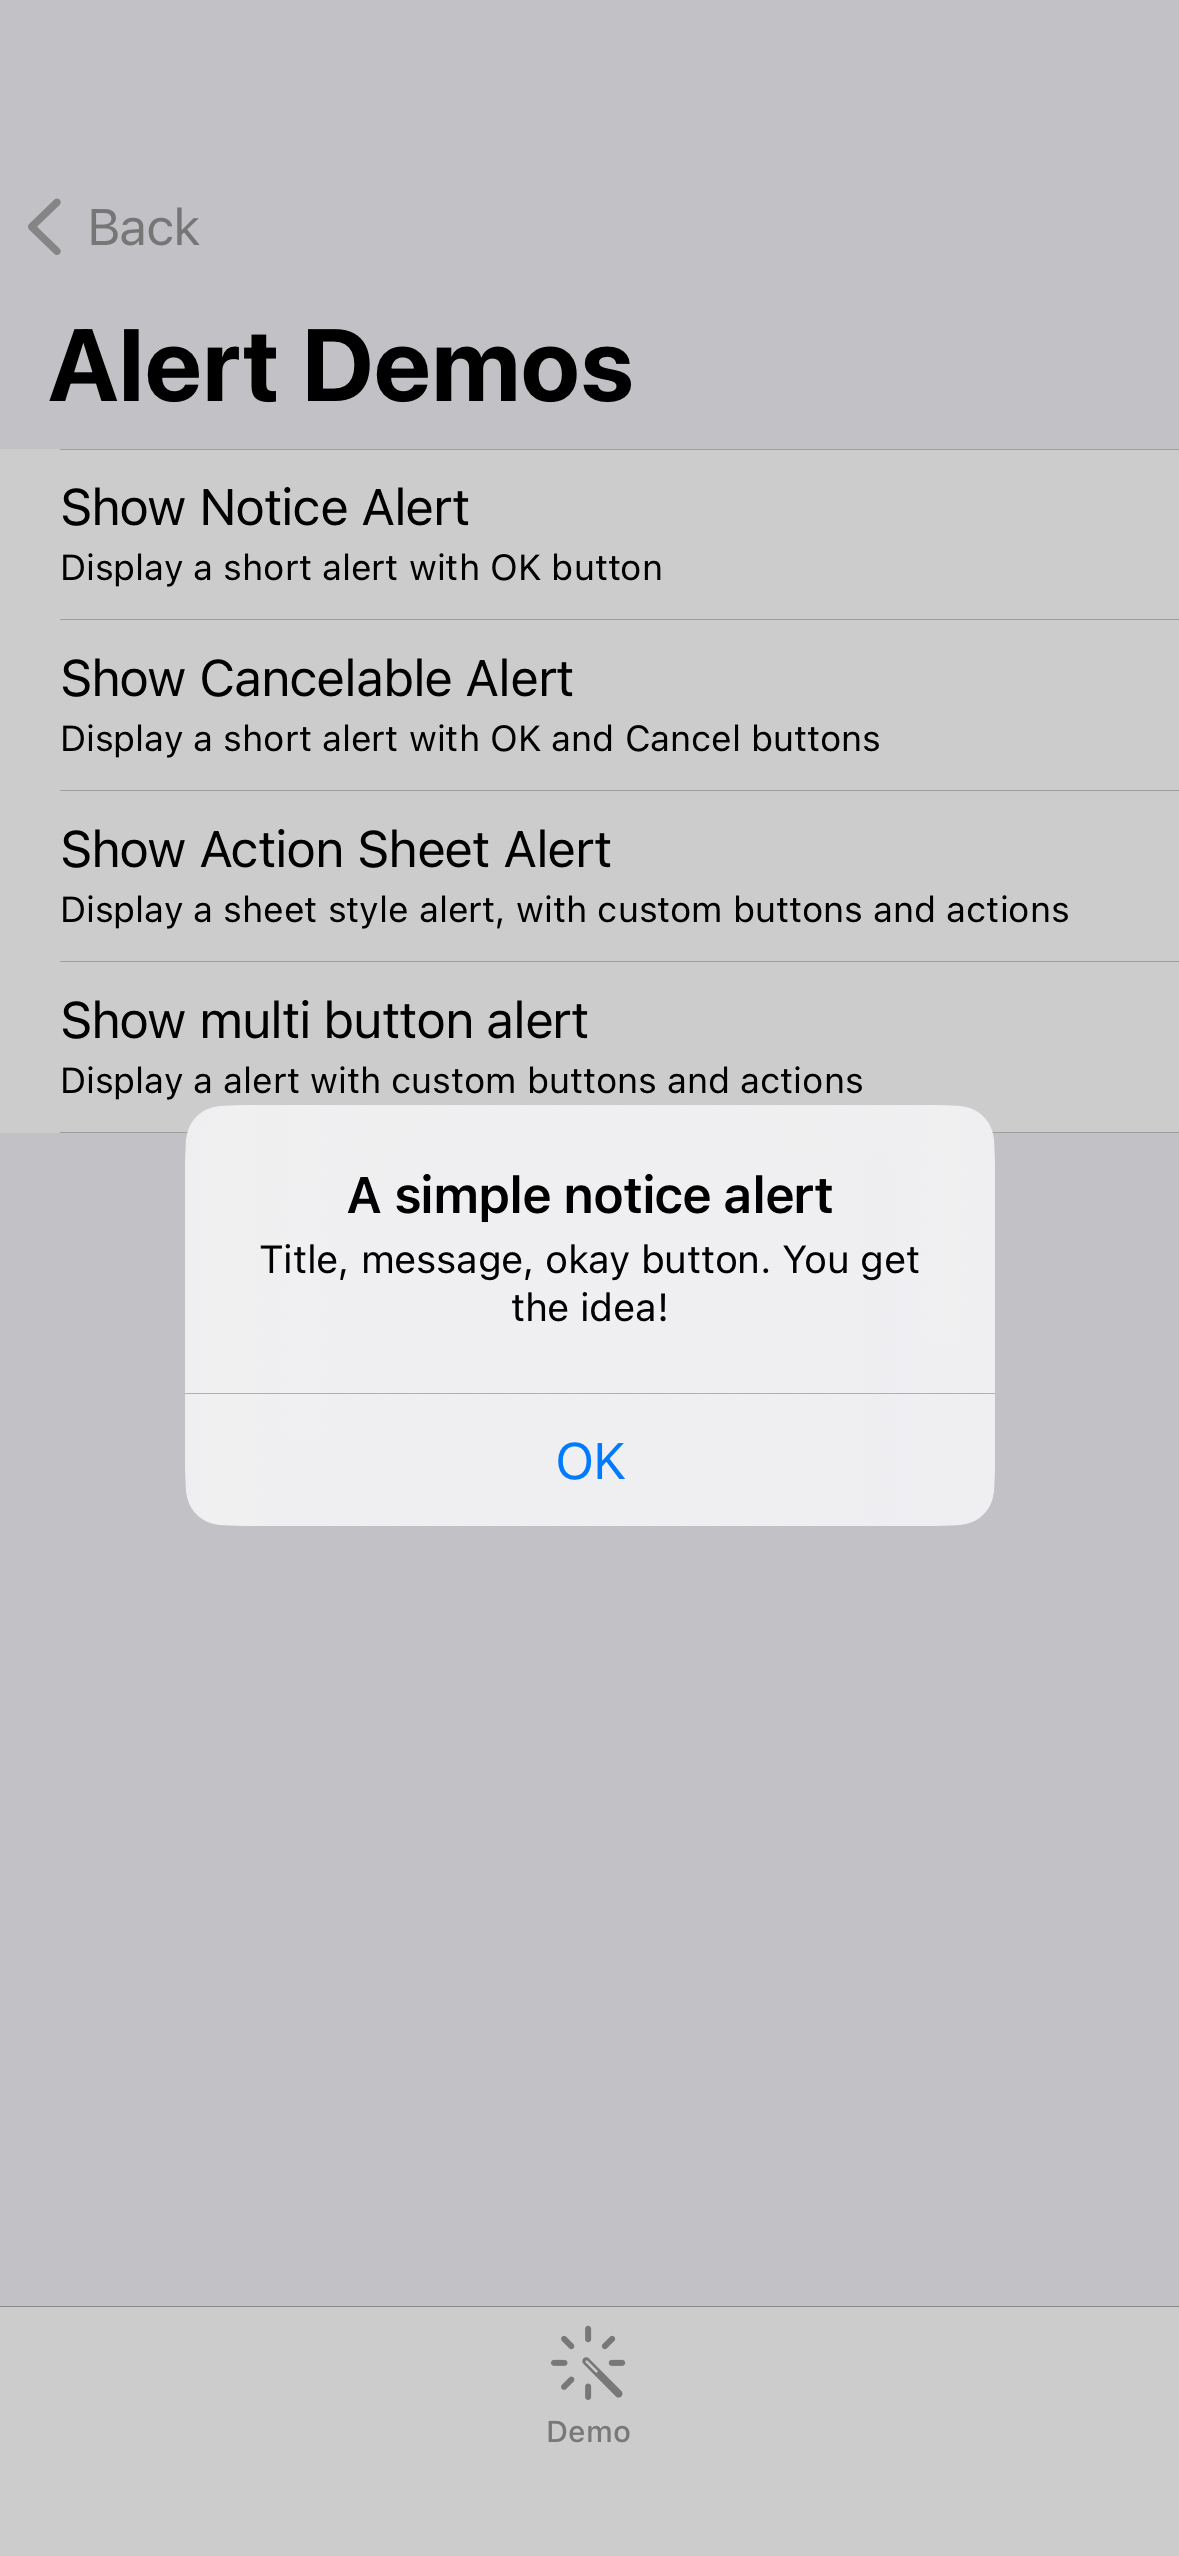 Back
Alert Demos
Show Notice Alert
Display a short alert with OK button
Show Cancelable Alert
Display a short alert with OK and Cancel buttons
Show Action Sheet Alert
Display a sheet style alert, with custom buttons and actions
Show multi button alert
Display a alert with custom buttons and actions
A simple notice alert
Title, message, okay button. You get
the idea!
OK
Demo